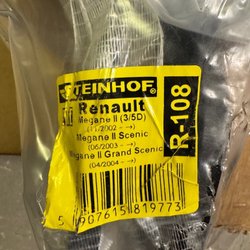 STEINHOF
Renault
Megane II (3/5D)
(11/2002 - →)
Megane II Scenic
(06/2003 - →)
Megane II Grand Scenic
(04/2004 - →)
R-108
5 907615 819773